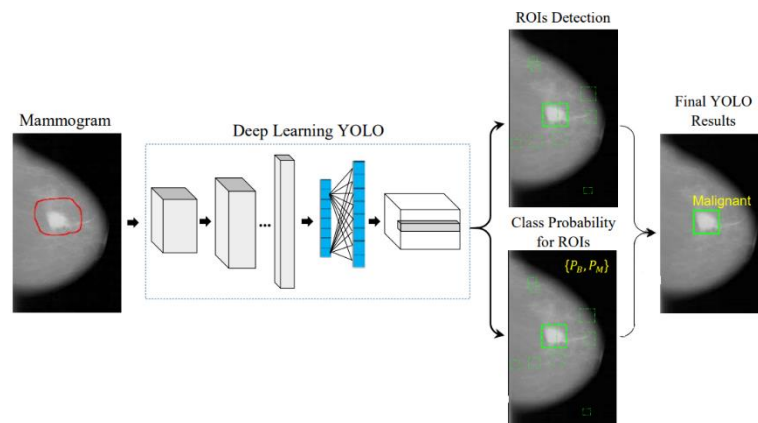 Mammogram
Deep Learning YOLO
...
ROIs Detection
Class Probability
for ROIs
{P_B, P_M}
Final YOLO
Results
Malignant